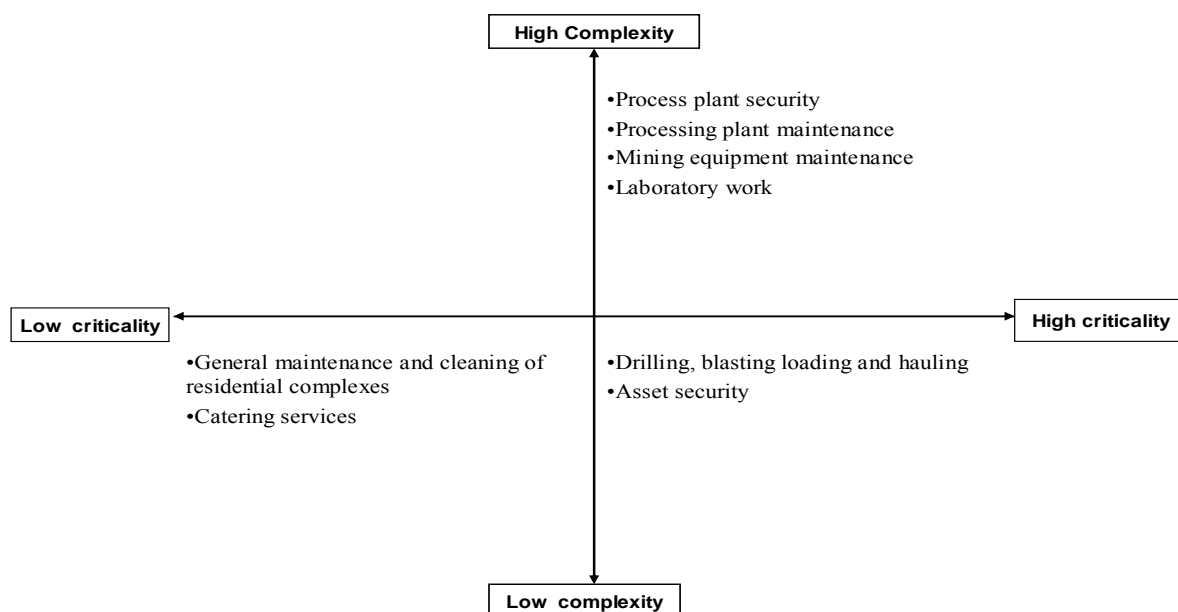 High Complexity
•Process plant security
•Processing plant maintenance
•Mining equipment maintenance
•Laboratory work
Low criticality
High criticality
•General maintenance and cleaning of
residential complexes
•Catering services
•Drilling, blasting loading and hauling
•Asset security
Low complexity